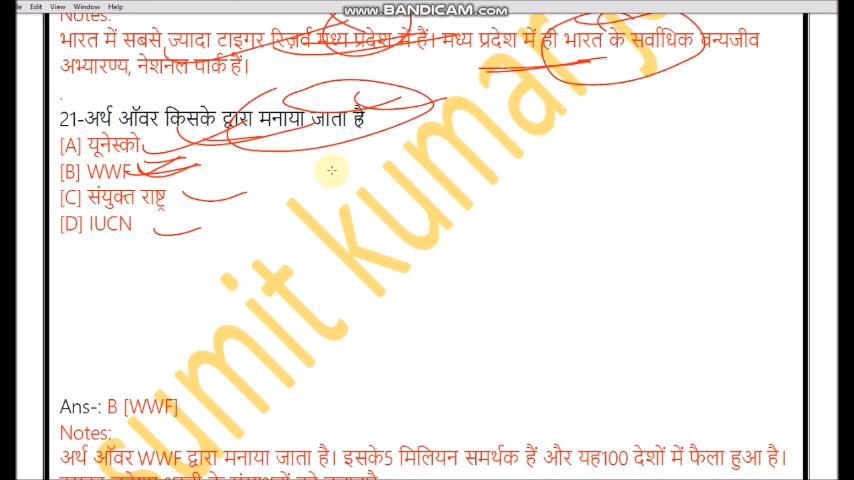 WWW.BANDICAM.COM
Edit View Window Help
Notes:
भारत में सबसे ज्यादा टाइगर रिज़र्व मध्य प्रदेश में हैं। मध्य प्रदेश में ही भारत के सर्वाधिक वन्यजीव
अभ्यारण्य, नेशनल पार्क हैं।
.
21-अर्थ ऑवर किसके द्वारा मनाया जाता है
[A] यूनेस्को
[B] WWF
[C] संयुक्त राष्ट्र
[D] IUCN
sumit kumar
Ans-: B [WWF]
Notes:
अर्थ ऑवर WWF द्वारा मनाया जाता है। इसके5 मिलियन समर्थक हैं और यह100 देशों में फैला हुआ है।